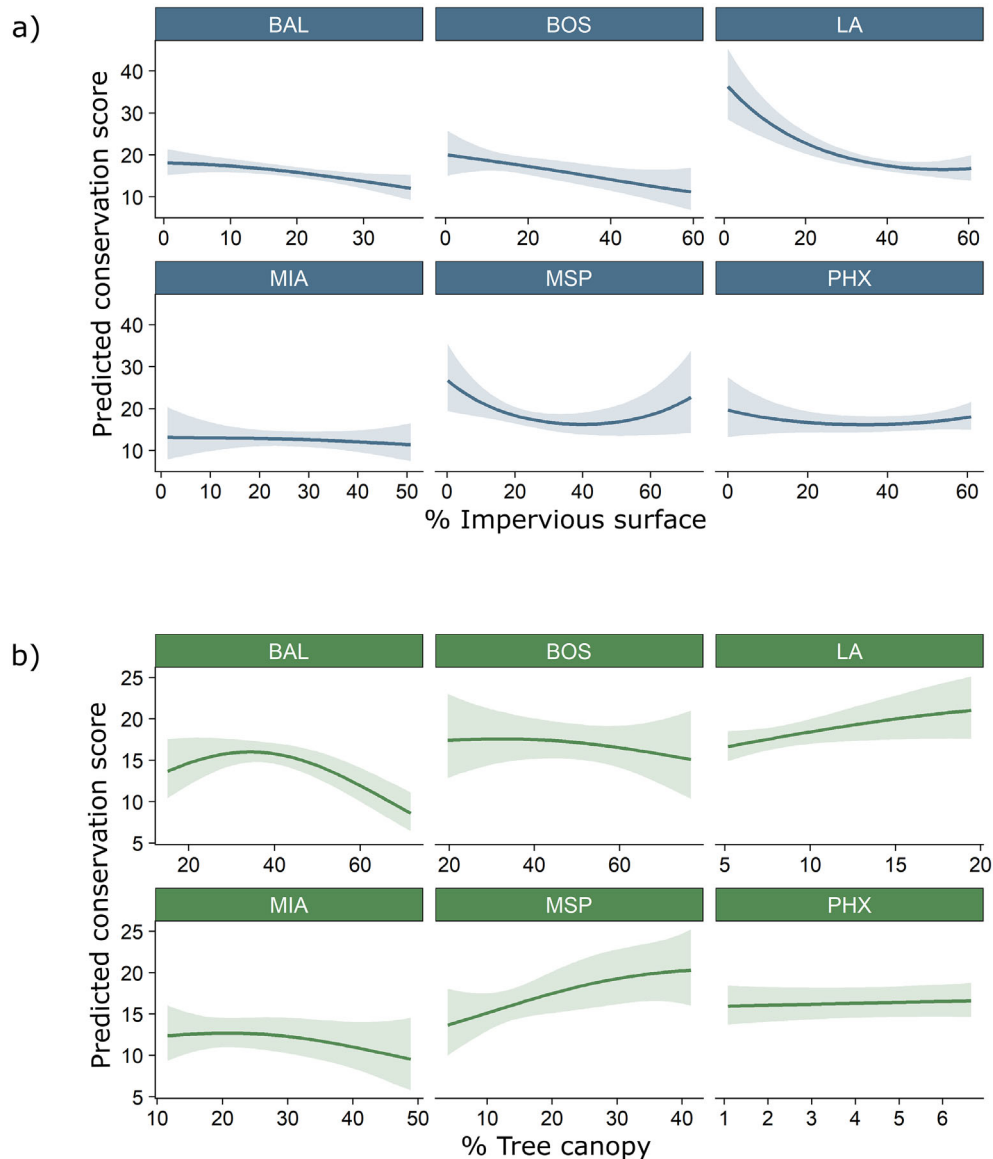 a)
BAL BOS LA
Predicted conservation score
40
30
20
10
0 10 20 30 0 20 40 60 0 20 40 60
MIA MSP PHX
40
30
20
10
0 10 20 30 40 50 0 20 40 60 0 20 40 60
% Impervious surface
b)
BAL BOS LA
Predicted conservation score
25
20
15
10
5
20 40 60 20 40 60 5 10 15 20
MIA MSP PHX
25
20
15
10
5
10 20 30 40 50 10 20 30 40 1 2 3 4 5 6
% Tree canopy